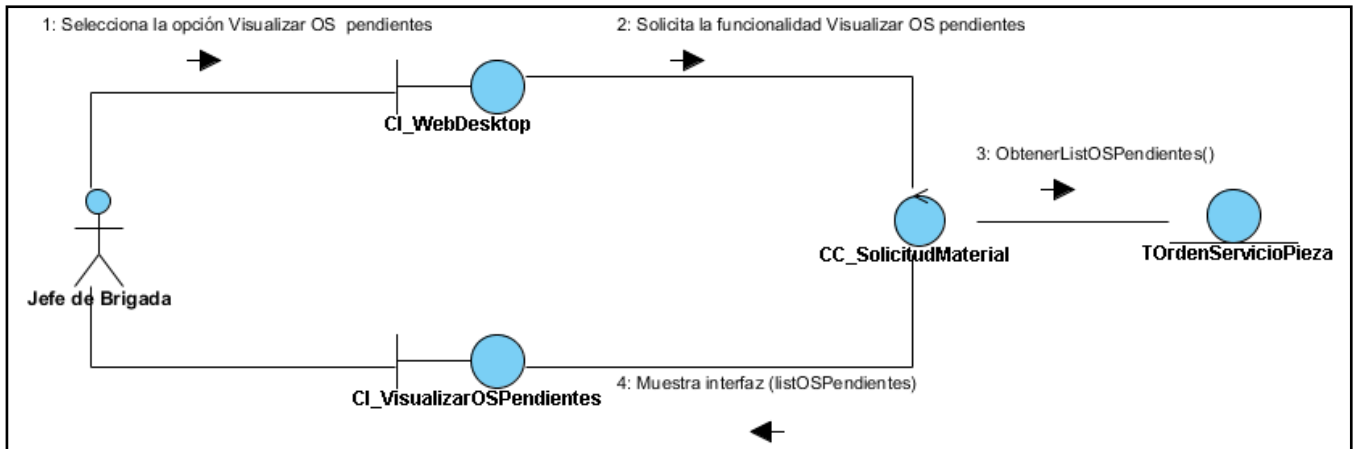 1: Selecciona la opción Visualizar OS  pendientes
2: Solicita la funcionalidad Visualizar OS pendientes
CI_WebDesktop
3: ObtenerListOSPendientes()
CC_SolicitudMaterial
TOrdenServicioPieza
Jefe de Brigada
4: Muestra interfaz (listOSPendientes)
CI_VisualizarOSPendientes